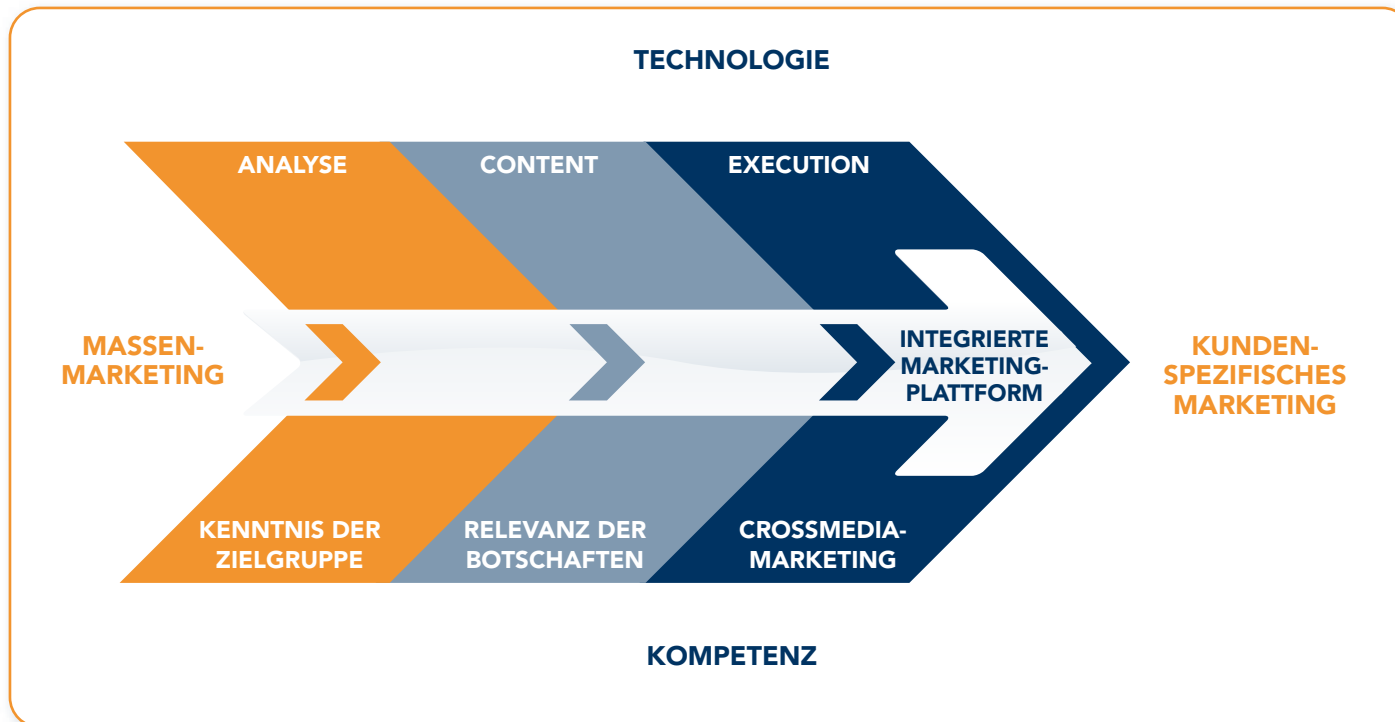 TECHNOLOGIE
ANALYSE
CONTENT
EXECUTION
MASSEN-
MARKETING
INTEGRIERTE
MARKETING-
PLATTFORM
KUNDEN-
SPEZIFISCHES
MARKETING
KENNTNIS DER
ZIELGRUPPE
RELEVANZ DER
BOTSCHAFTEN
CROSSMEDIA-
MARKETING
KOMPETENZ